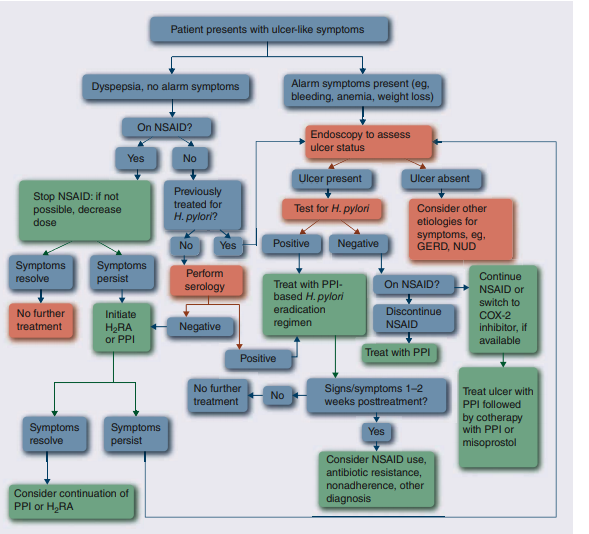 Patient presents with ulcer-like symptoms
Dyspepsia, no alarm symptoms
Alarm symptoms present (eg,
bleeding, anemia, weight loss)
On NSAID?
Endoscopy to assess
ulcer status
Yes
No
Ulcer present
Ulcer absent
Stop NSAID: if not
possible, decrease
dose
Previously
treated for
H. pylori?
Test for H. pylori
Consider other
etiologies for
symptoms, eg,
GERD, NUD
No
Yes
Positive
Negative
Symptoms
resolve
Symptoms
persist
Perform
serology
Treat with PPI-
based H. pylori
eradication
regimen
On NSAID?
Continue
NSAID or
switch to
COX-2
inhibitor, if
available
No further
treatment
Initiate
H2RA
or PPI
Negative
Discontinue
NSAID
Positive
Treat with PPI
No further
treatment
No
Signs/symptoms 1–2
weeks posttreatment?
Treat ulcer with
PPI followed
by cotherapy
with PPI or
misoprostol
Symptoms
resolve
Symptoms
persist
Yes
Consider NSAID use,
antibiotic resistance,
nonadherence, other
diagnosis
Consider continuation of
PPI or H2RA